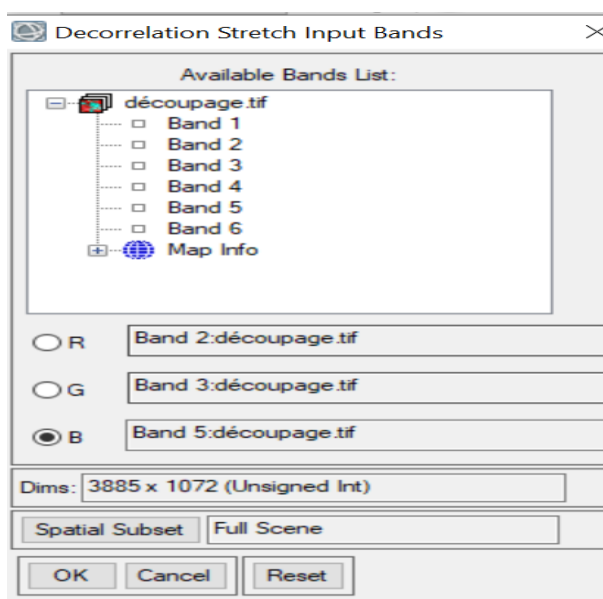 Decorrelation Stretch Input Bands
Available Bands List:
découpage.tif
Band 1
Band 2
Band 3
Band 4
Band 5
Band 6
Map Info
R Band 2:découpage.tif
G Band 3:découpage.tif
B Band 5:découpage.tif
Dims: 3885 x 1072 (Unsigned Int)
Spatial Subset Full Scene
OK Cancel Reset